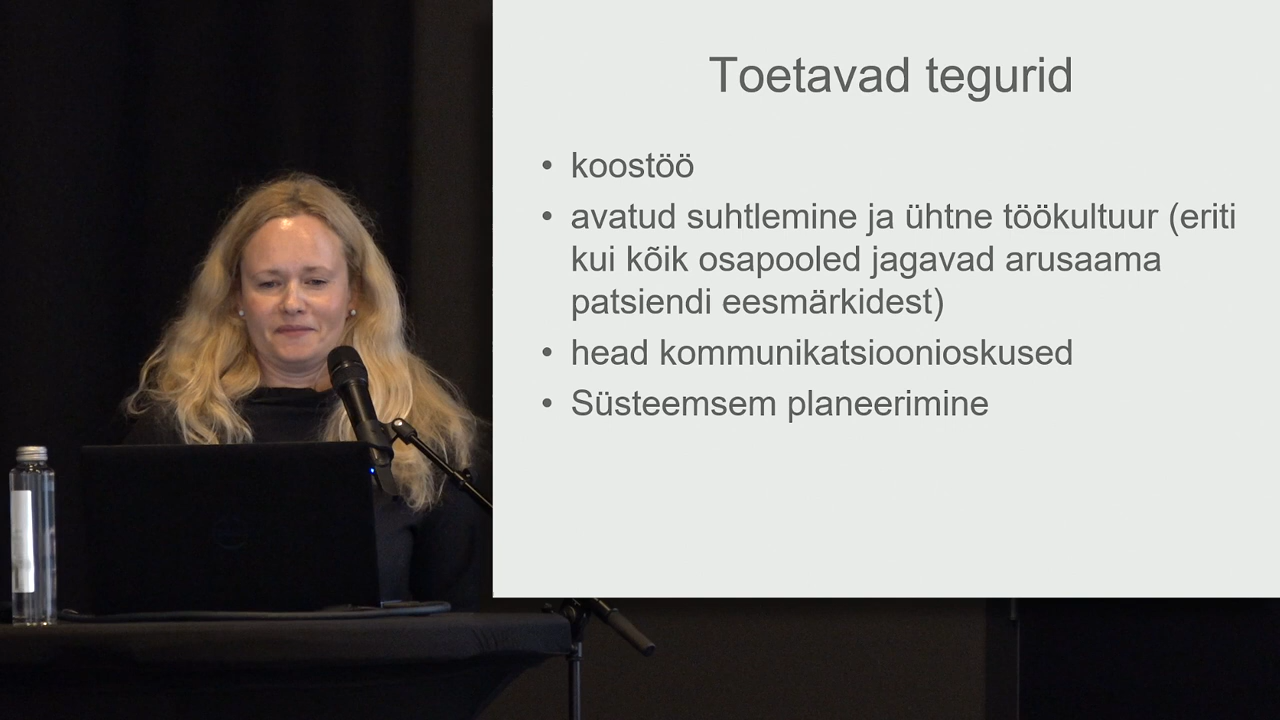 Toetavad tegurid
• koostöö
• avatud suhtlemine ja ühtne töökultuur (eriti
kui kõik osapooled jagavad arusaama
patsiendi eesmärkidest)
• head kommunikatsioonioskused
• Süsteemsem planeerimine